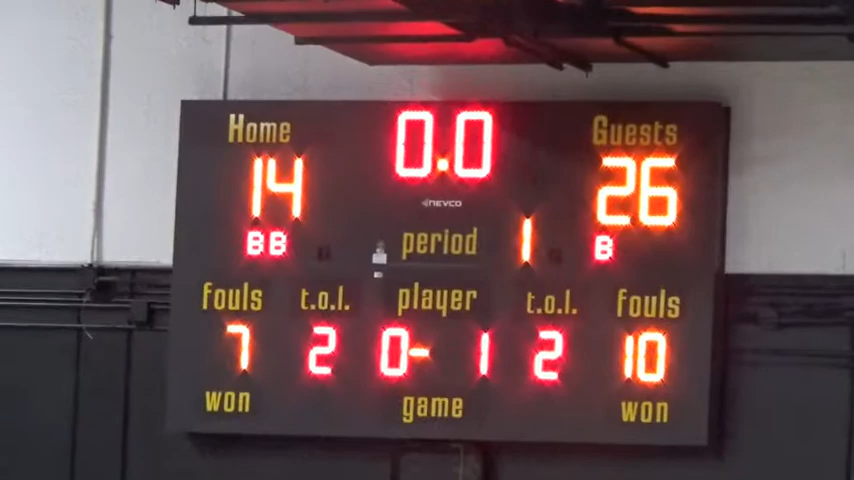 Home 0.0 Guests
14 26
NEVCO
BB period 1 B
fouls t.o.l. player t.o.l. fouls
7 2 0- 1 2 10
won game won